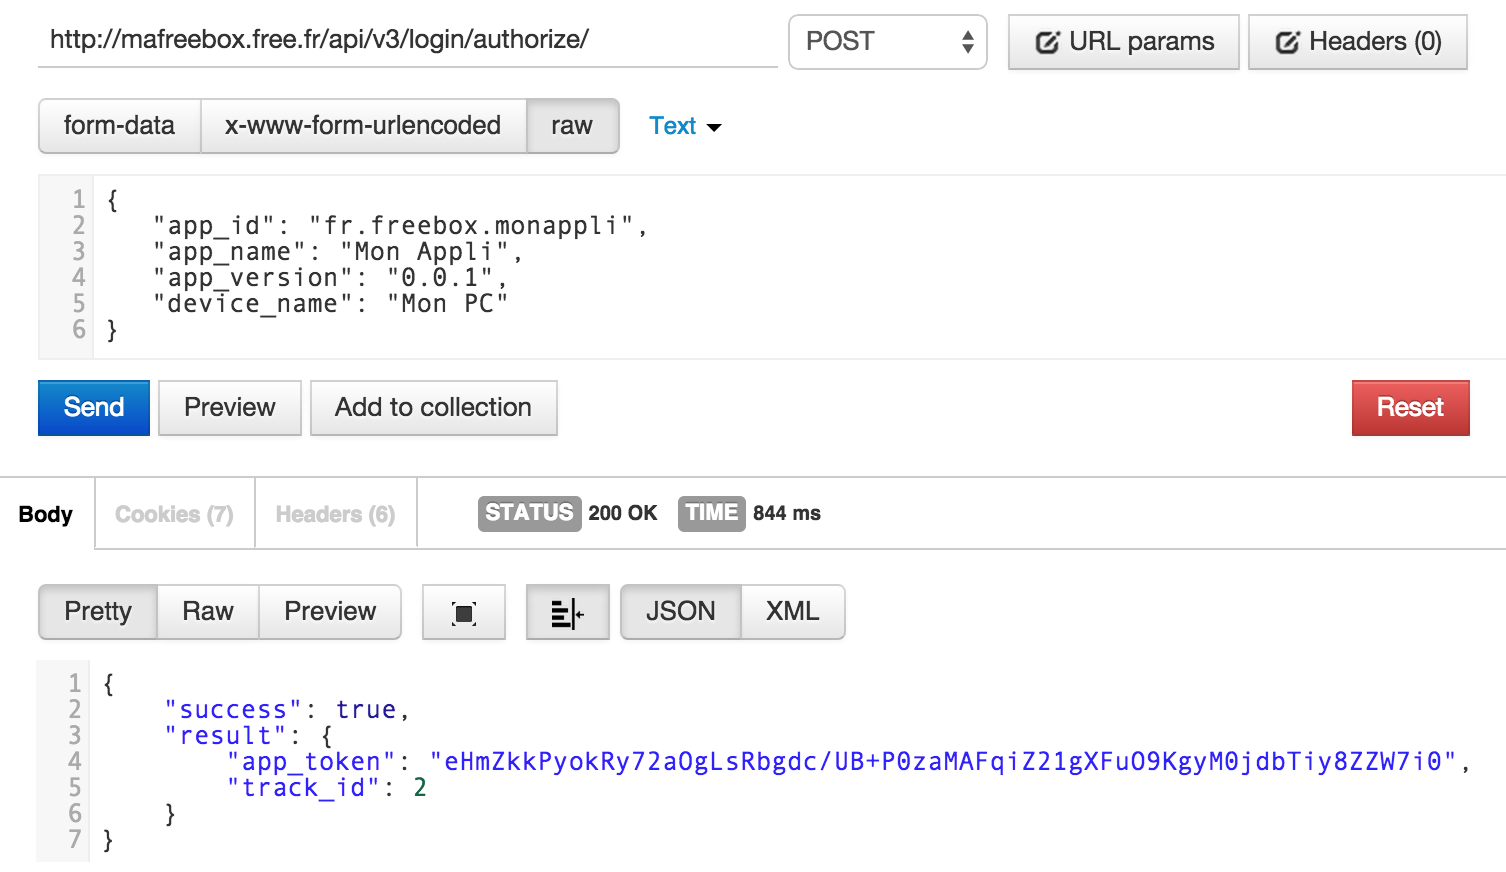 http://mafreebox.free.fr/api/v3/login/authorize/ POST URL params Headers (0)
form-data x-www-form-urlencoded raw Text
1 {
2 "app_id": "fr.freebox.monappli",
3 "app_name": "Mon Appli",
4 "app_version": "0.0.1",
5 "device_name": "Mon PC"
6 }
Send Preview Add to collection Reset
Body Cookies (7) Headers (6) STATUS 200 OK TIME 844 ms
Pretty Raw Preview JSON XML
1 {
2 "success": true,
3 "result": {
4 "app_token": "eHmZkkPyokRy72aOgLsRbgdc/UB+P0zaMAFqiZ21gXFuO9KgyM0jdbTiy8ZZW7i0",
5 "track_id": 2
6 }
7 }